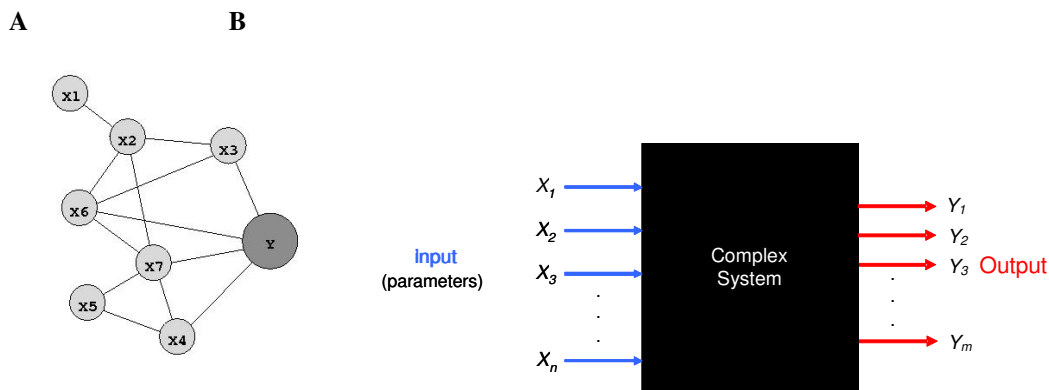 A B
X1
X2
X3
X6
Y
X7
X5
X4
input
(parameters)
X1
X2
X3
.
.
.
Xn
Complex
System
Y1
Y2
Y3 Output
.
.
.
Ym